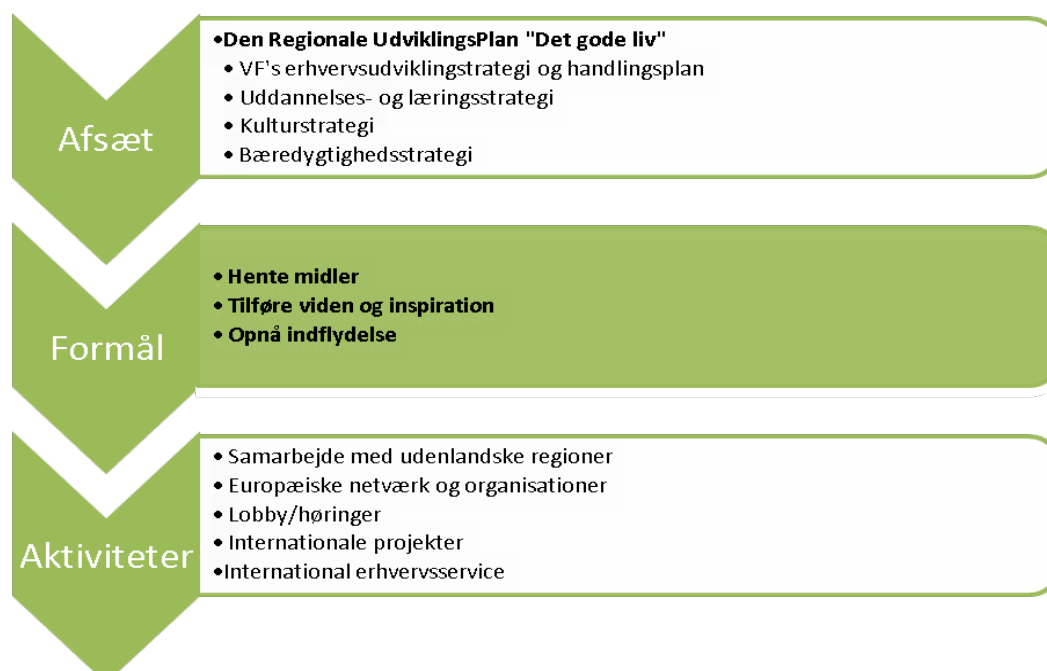 Afsæt
•Den Regionale UdviklingsPlan "Det gode liv"
• VF's erhvervsudviklingstrategi og handlingsplan
• Uddannelses- og læringsstrategi
• Kulturstrategi
• Bæredygtighedsstrategi
Formål
• Hente midler
• Tilføre viden og inspiration
• Opnå indflydelse
Aktiviteter
• Samarbejde med udenlandske regioner
• Europæiske netværk og organisationer
• Lobby/høringer
• Internationale projekter
•International erhvervsservice